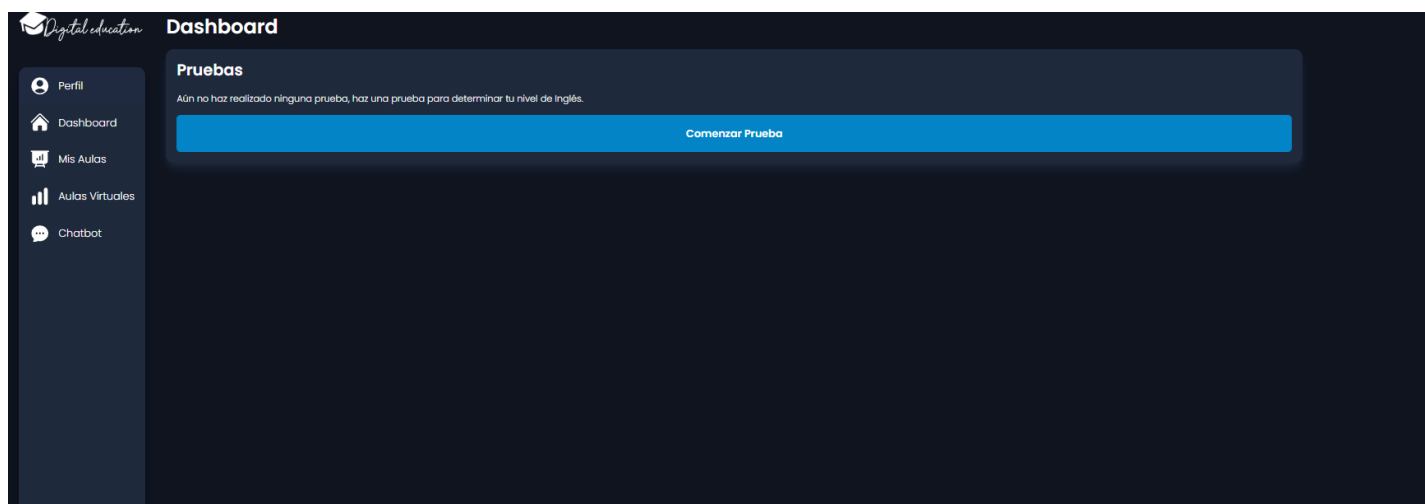 Digital education
Dashboard
Perfil
Dashboard
Mis Aulas
Aulas Virtuales
Chatbot
Pruebas
Aún no haz realizado ninguna prueba, haz una prueba para determinar tu nivel de Inglés.
Comenzar Prueba